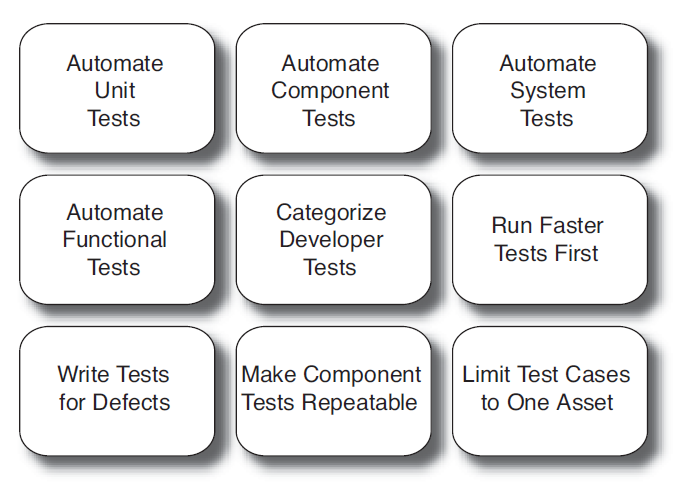 Automate
Unit
Tests
Automate
Component
Tests
Automate
System
Tests
Automate
Functional
Tests
Categorize
Developer
Tests
Run Faster
Tests First
Write Tests
for Defects
Make Component
Tests Repeatable
Limit Test Cases
to One Asset